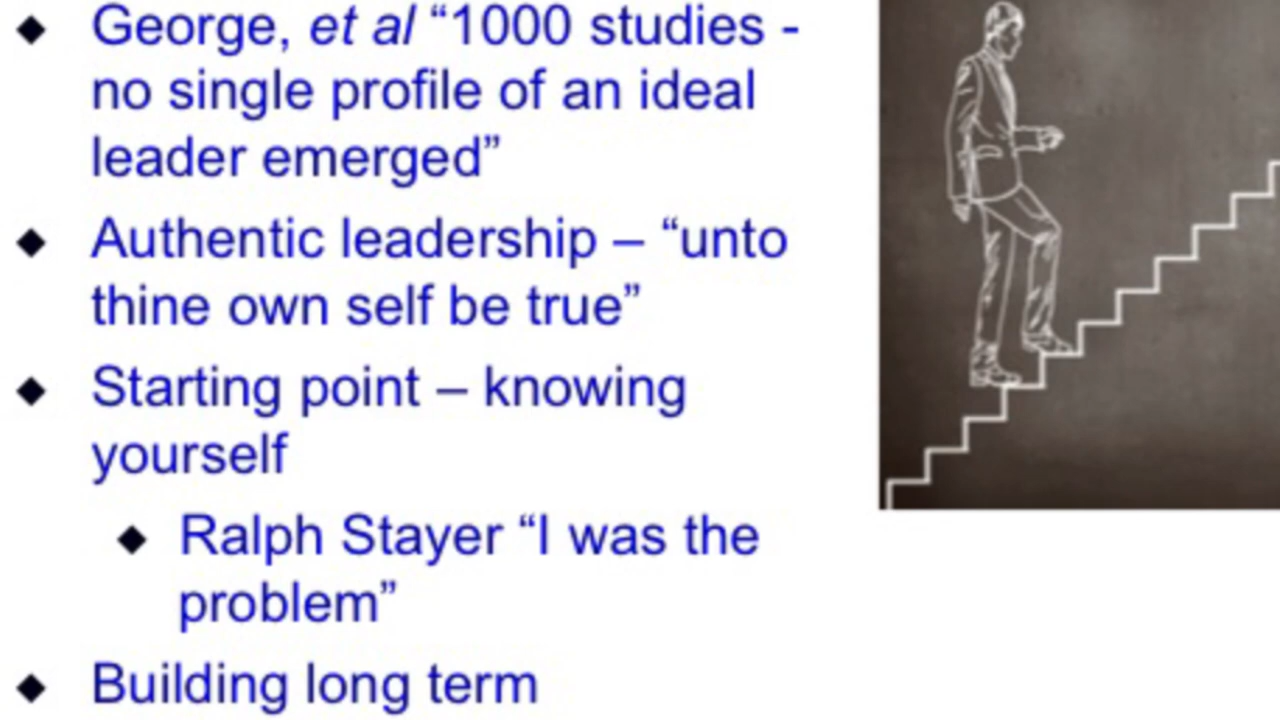 George, et al “1000 studies -
no single profile of an ideal
leader emerged”
Authentic leadership – “unto
thine own self be true”
Starting point – knowing
yourself
Ralph Stayer “I was the
problem”
Building long term